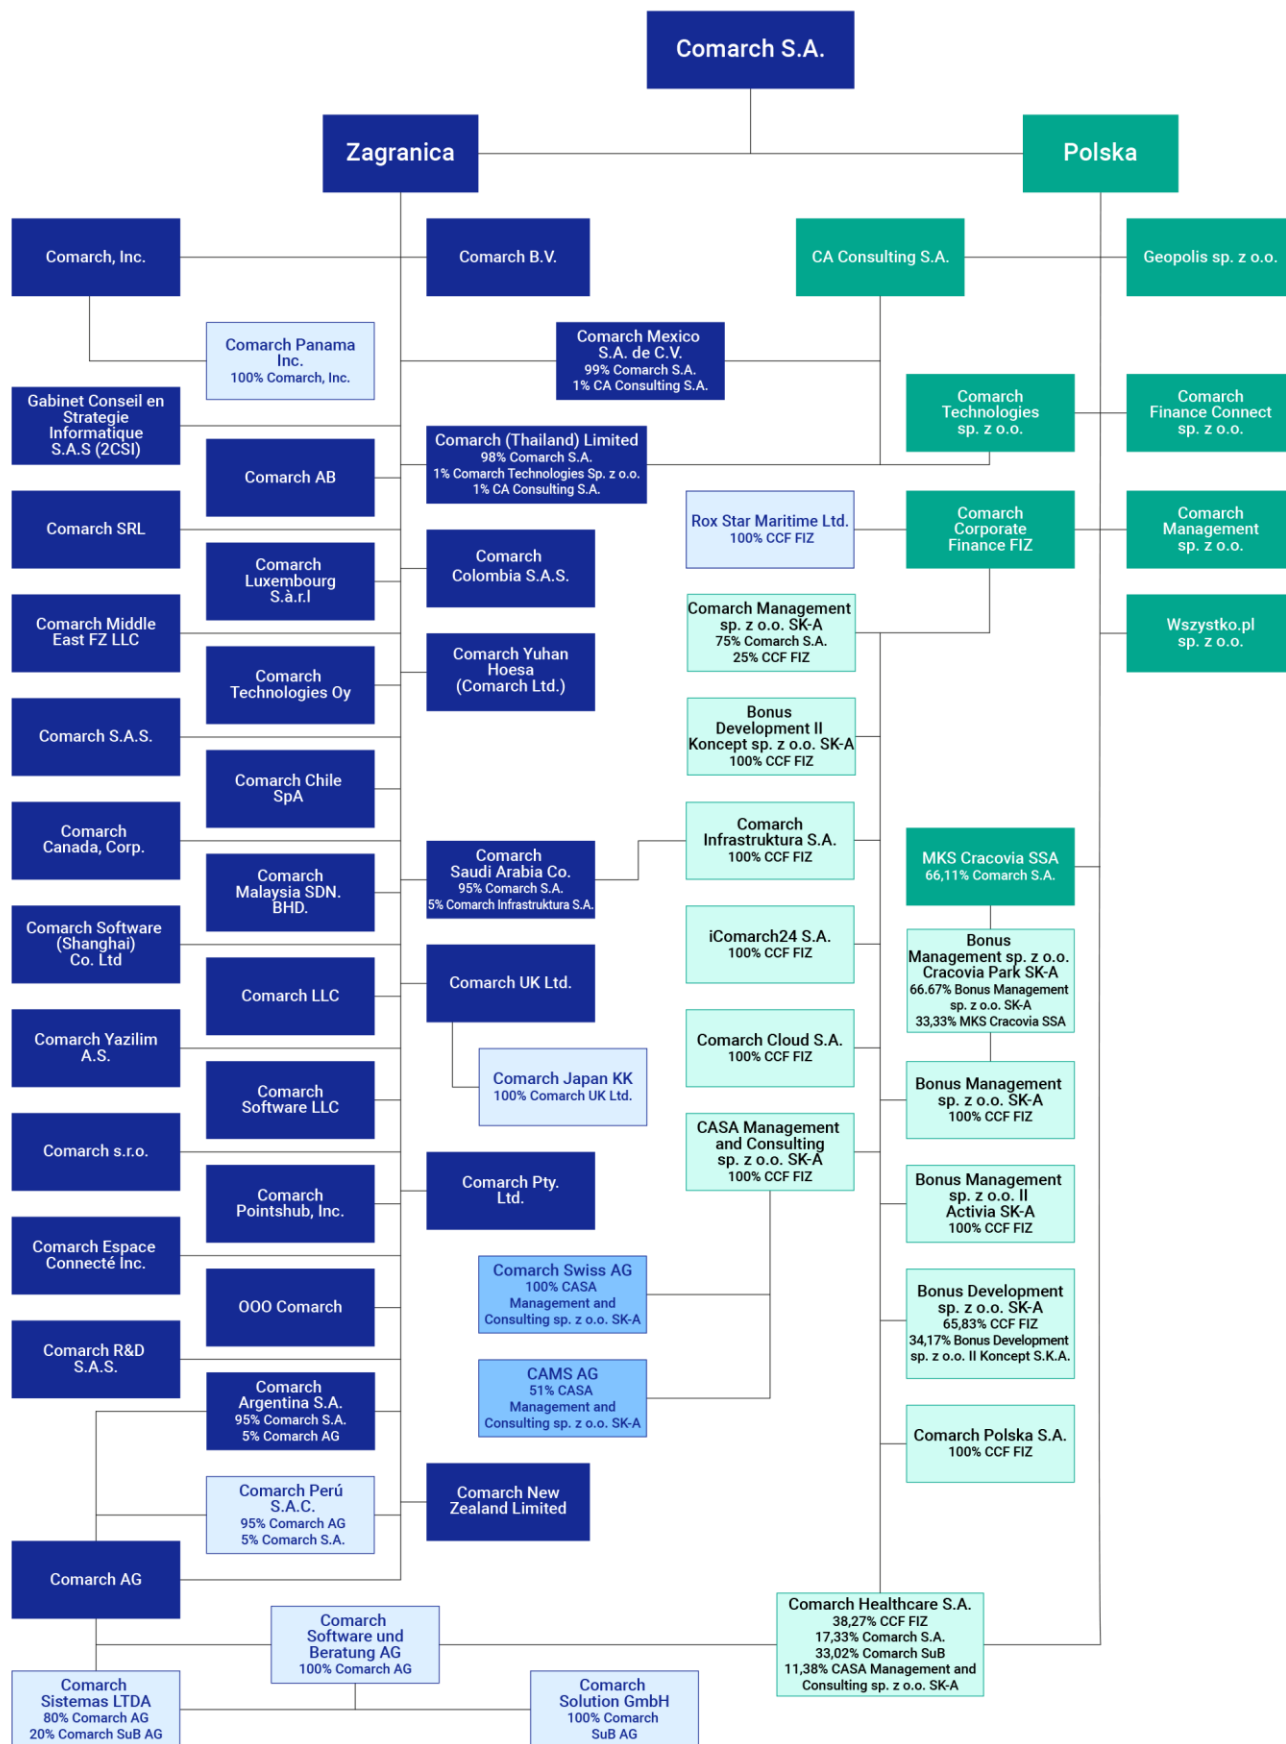 Comarch S.A.
Zagranica
Polska
Comarch, Inc.
Comarch B.V.
CA Consulting S.A.
Geopolis sp. z o.o.
Comarch Panama
Inc.
100% Comarch, Inc.
Comarch Mexico
S.A. de C.V.
99% Comarch S.A.
1% CA Consulting S.A.
Gabinet Conseil en
Strategie
Informatique
S.A.S (2CSI)
Comarch
Technologies
sp. z o.o.
Comarch
Finance Connect
sp. z o.o.
Comarch AB
Comarch (Thailand) Limited
98% Comarch S.A.
1% Comarch Technologies Sp. z o.o.
1% CA Consulting S.A.
Comarch SRL
Rox Star Maritime Ltd.
100% CCF FIZ
Comarch
Corporate
Finance FIZ
Comarch
Management
sp. z o.o.
Comarch
Luxembourg
S.à.r.l
Comarch
Colombia S.A.S.
Comarch Middle
East FZ LLC
Comarch Management
sp. z o.o. SK-A
75% Comarch S.A.
25% CCF FIZ
Wszystko.pl
sp. z o.o.
Comarch
Technologies Oy
Comarch Yuhan
Hoesa
(Comarch Ltd.)
Comarch S.A.S.
Bonus
Development II
Koncept sp. z o.o. SK-A
100% CCF FIZ
Comarch Chile
SpA
Comarch
Canada, Corp.
Comarch
Infrastruktura S.A.
100% CCF FIZ
Comarch
Malaysia SDN.
BHD.
Comarch
Saudi Arabia Co.
95% Comarch S.A.
5% Comarch Infrastruktura S.A.
MKS Cracovia SSA
66,11% Comarch S.A.
Comarch Software
(Shanghai)
Co. Ltd
iComarch24 S.A.
100% CCF FIZ
Bonus
Management sp. z o.o.
Cracovia Park SK-A
66.67% Bonus Management
sp. z o.o. SK-A
33,33% MKS Cracovia SSA
Comarch LLC
Comarch UK Ltd.
Comarch Yazilim
A.S.
Comarch Cloud S.A.
100% CCF FIZ
Comarch
Software LLC
Comarch Japan KK
100% Comarch UK Ltd.
Bonus Management
sp. z o.o.
SK-A
100% CCF FIZ
Comarch s.r.o.
CASA Management
and Consulting
sp. z o.o. SK-A
100% CCF FIZ
Comarch
Pointshub, Inc.
Comarch Pty.
Ltd.
Bonus Management
sp. z o.o. II
Activia SK-A
100% CCF FIZ
Comarch Espace
Connecté Inc.
Comarch Swiss AG
100% CASA
Management and
Consulting sp. z o.o. SK-A
OOO Comarch
Bonus Development
sp. z o.o. SK-A
65,83% CCF FIZ
34,17% Bonus Development
sp. z o.o. II Koncept S.K.A.
Comarch R&D
S.A.S.
CAMS AG
51% CASA
Management and
Consulting sp. z o.o. SK-A
Comarch
Argentina S.A.
95% Comarch S.A.
5% Comarch AG
Comarch Polska S.A.
100% CCF FIZ
Comarch Perú
S.A.C.
95% Comarch AG
5% Comarch S.A.
Comarch New
Zealand Limited
Comarch AG
Comarch
Software und
Beratung AG
100% Comarch AG
Comarch Healthcare S.A.
38,27% CCF FIZ
17,33% Comarch S.A.
33,02% Comarch SuB
11,38% CASA Management and
Consulting sp. z o.o. SK-A
Comarch
Sistemas LTDA
80% Comarch AG
20% Comarch SuB AG
Comarch
Solution GmbH
100% Comarch
SuB AG